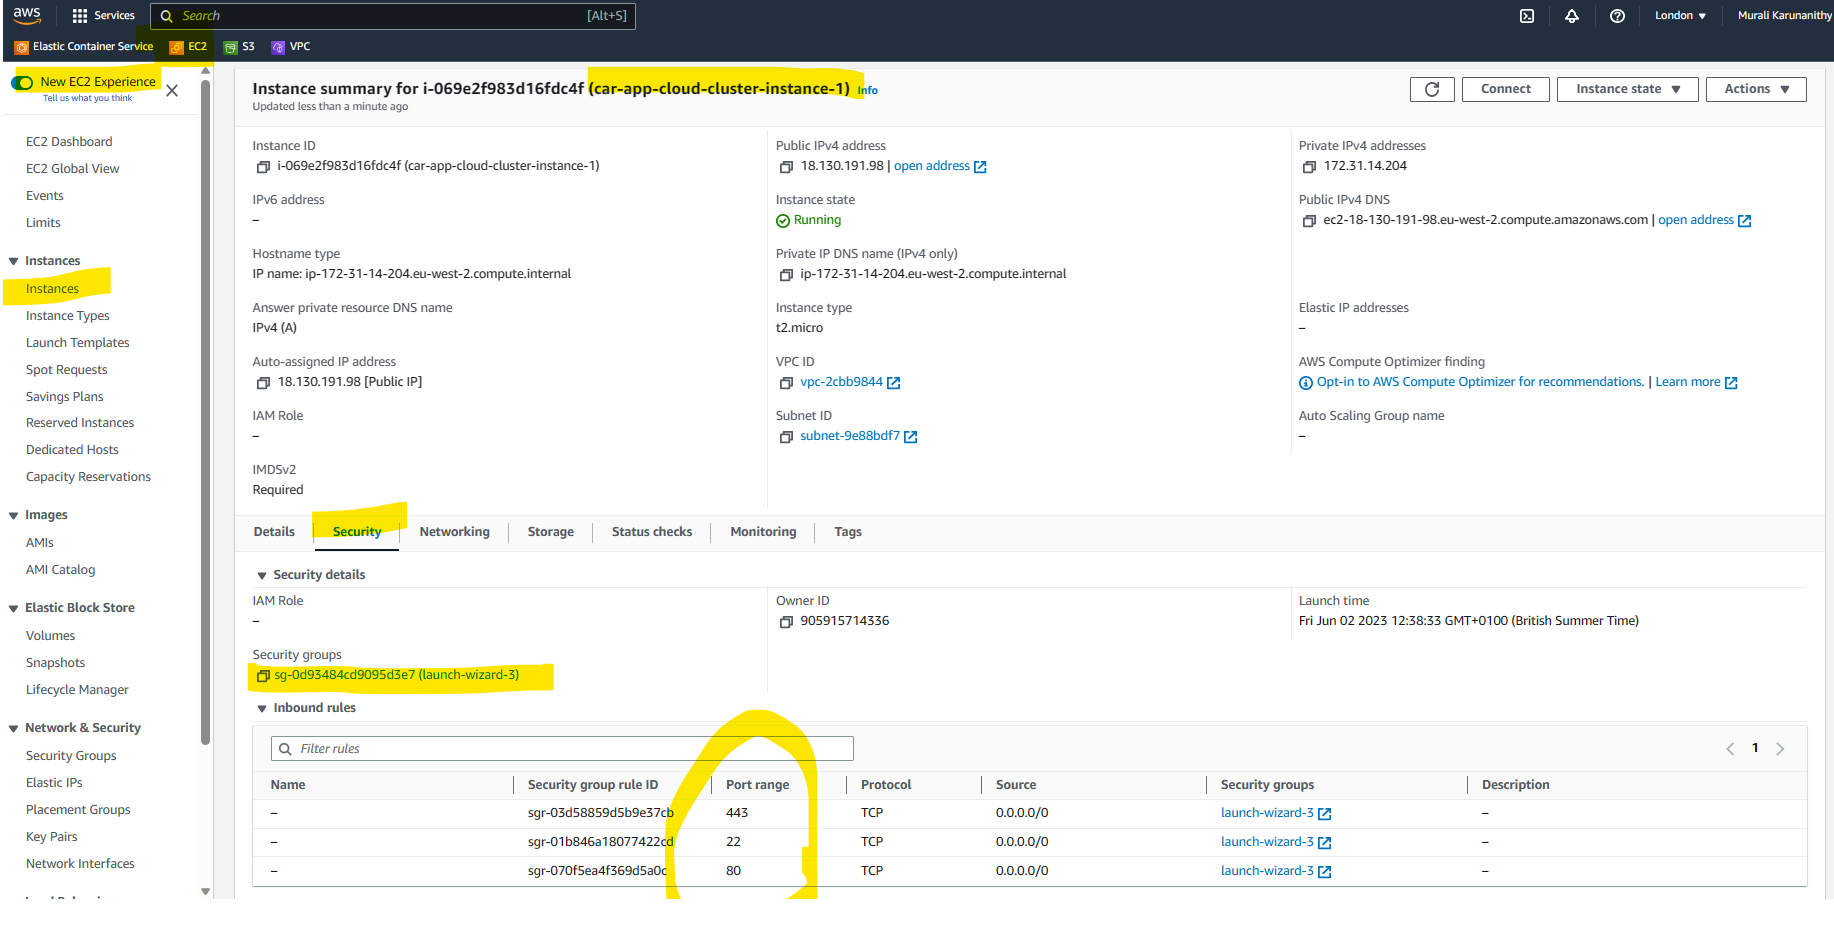 aws Services Search [Alt+S] London ▼ Murali Karunanithy
Elastic Container Service EC2 S3 VPC
New EC2 Experience
Tell us what you think
EC2 Dashboard
EC2 Global View
Events
Limits
Instances
Instances
Instance Types
Launch Templates
Spot Requests
Savings Plans
Reserved Instances
Dedicated Hosts
Capacity Reservations
Images
AMIs
AMI Catalog
Elastic Block Store
Volumes
Snapshots
Lifecycle Manager
Network & Security
Security Groups
Elastic IPs
Placement Groups
Key Pairs
Network Interfaces
Instance summary for i-069e2f983d16fdc4f (car-app-cloud-cluster-instance-1) Info
Updated less than a minute ago
Connect Instance state ▼ Actions ▼
Instance ID
i-069e2f983d16fdc4f (car-app-cloud-cluster-instance-1)
Public IPv4 address
18.130.191.98 | open address
Private IPv4 addresses
172.31.14.204
IPv6 address
–
Instance state
Running
Public IPv4 DNS
ec2-18-130-191-98.eu-west-2.compute.amazonaws.com | open address
Hostname type
IP name: ip-172-31-14-204.eu-west-2.compute.internal
Private IP DNS name (IPv4 only)
ip-172-31-14-204.eu-west-2.compute.internal
Answer private resource DNS name
IPv4 (A)
Instance type
t2.micro
Elastic IP addresses
–
Auto-assigned IP address
18.130.191.98 [Public IP]
VPC ID
vpc-2cbb9844
AWS Compute Optimizer finding
Opt-in to AWS Compute Optimizer for recommendations. | Learn more
IAM Role
–
Subnet ID
subnet-9e88bdf7
Auto Scaling Group name
–
IMDSv2
Required
Details Security Networking Storage Status checks Monitoring Tags
Security details
IAM Role
–
Owner ID
905915714336
Launch time
Fri Jun 02 2023 12:38:33 GMT+0100 (British Summer Time)
Security groups
sg-0d93484cd9095d3e7 (launch-wizard-3)
Inbound rules
Filter rules
1
Name Security group rule ID Port range Protocol Source Security groups Description
– sgr-03d58859d5b9e37cb 443 TCP 0.0.0.0/0 launch-wizard-3 –
– sgr-01b846a18077422cd 22 TCP 0.0.0.0/0 launch-wizard-3 –
– sgr-070f5ea4f369d5a0c 80 TCP 0.0.0.0/0 launch-wizard-3 –